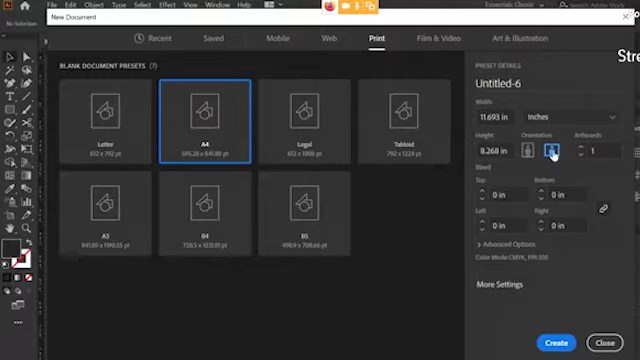 Ai File Edit Object Type Select Effect View Window Help Essentials Classic Search Adobe Stock
No Selection
New Document
Stre
Recent Saved Mobile Web Print Film & Video Art & Illustration
BLANK DOCUMENT PRESETS (7)
Letter
612 x 792 pt
A4
595.28 x 841.89 pt
Legal
612 x 1008 pt
Tabloid
792 x 1224 pt
A3
841.89 x 1190.55 pt
B4
728.5 x 1031.81 pt
B5
498.9 x 708.66 pt
PRESET DETAILS
Untitled-6
Width
11.693 in Inches
Height Orientation Artboards
8.268 in 1
Bleed
Top Bottom
0 in 0 in
Left Right
0 in 0 in
Advanced Options
Color Mode:CMYK, PPI:300
More Settings
Create Close